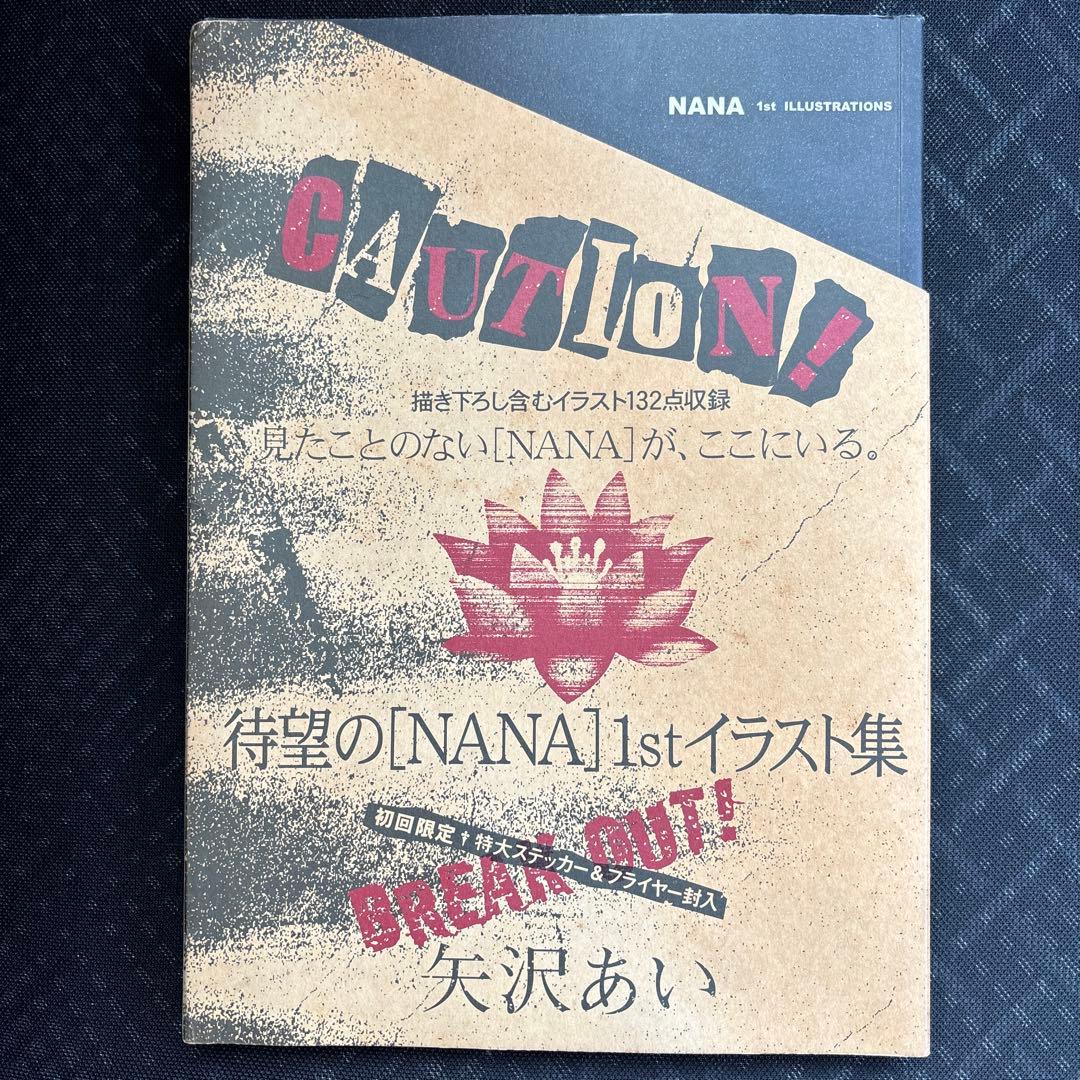 NANA 1st ILLUSTRATIONS
CAUTION!
描き下ろし含むイラスト132点収録
見たことのない[NANA]が、ここにいる。
待望の[NANA]1stイラスト集
BREAK OUT!
初回限定†特大ステッカー&フライヤー封入
矢沢あい